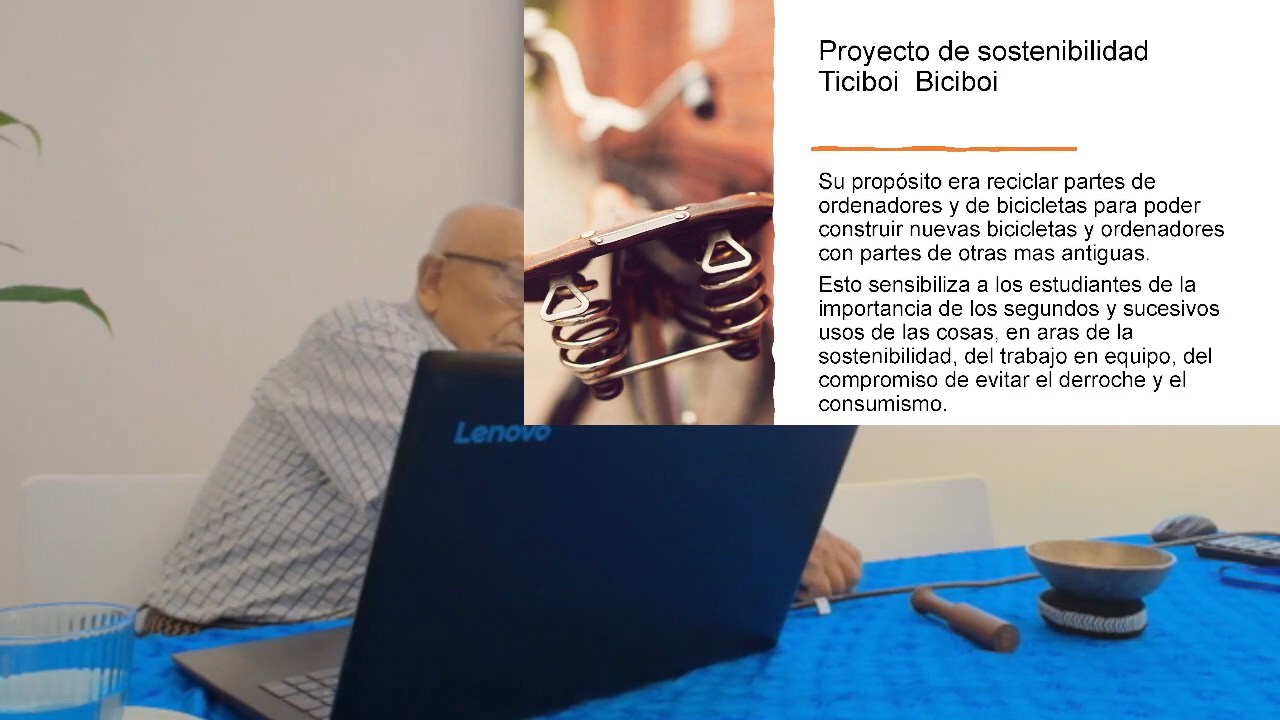 Proyecto de sostenibilidad
Ticiboi Biciboi
Su propósito era reciclar partes de
ordenadores y de bicicletas para poder
construir nuevas bicicletas y ordenadores
con partes de otras mas antiguas.
Esto sensibiliza a los estudiantes de la
importancia de los segundos y sucesivos
usos de las cosas, en aras de la
sostenibilidad, del trabajo en equipo, del
compromiso de evitar el derroche y el
consumismo.
Lenovo